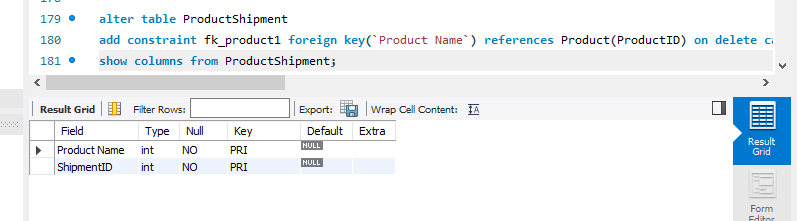 179 alter table ProductShipment
180 add constraint fk_product1 foreign key(`Product Name`) references Product(ProductID) on delete ca
181 show columns from ProductShipment;
Result Grid Filter Rows: Export: Wrap Cell Content:
Field Type Null Key Default Extra
Product Name int NO PRI NULL
ShipmentID int NO PRI NULL
Result
Grid
Form
Editor